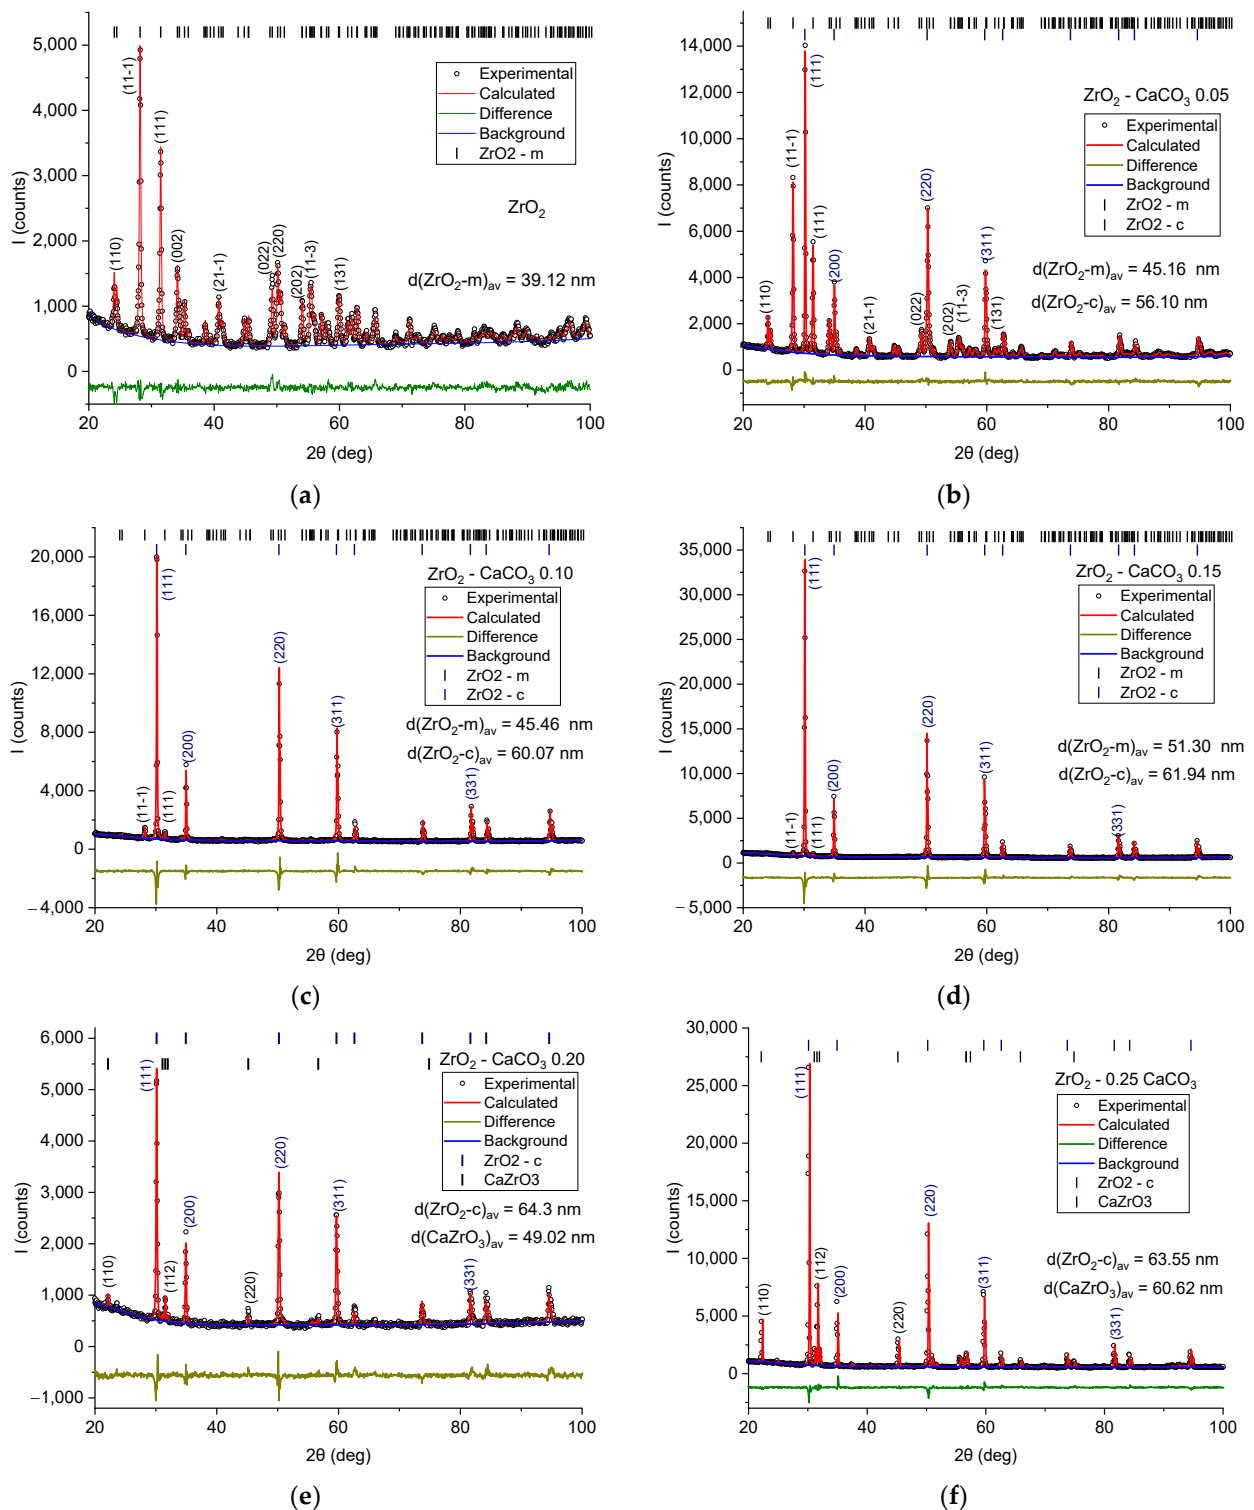 5,000
4,000
3,000
2,000
1,000
0
I (counts)
(110)
(11-1)
(111)
(002)
(21-1)
(022)
(220)
(202)
(11-3)
(131)
Experimental
Calculated
Difference
Background
ZrO2 - m
ZrO₂
d(ZrO₂-m)ₐᵥ = 39.12 nm
20 40 60 80 100
2θ (deg)
(a)
14,000
12,000
10,000
8,000
6,000
4,000
2,000
0
I (counts)
(110)
(11-1)
(111)
(111)
(200)
(21-1)
(022)
(220)
(202)
(11-3)
(311)
(131)
ZrO₂ - CaCO₃ 0.05
Experimental
Calculated
Difference
Background
ZrO2 - m
ZrO2 - c
d(ZrO₂-m)ₐᵥ = 45.16 nm
d(ZrO₂-c)ₐᵥ = 56.10 nm
20 40 60 80 100
2θ (deg)
(b)
20,000
16,000
12,000
8,000
4,000
0
−4,000
I (counts)
(11-1)
(111)
(111)
(200)
(220)
(311)
(331)
ZrO₂ - CaCO₃ 0.10
Experimental
Calculated
Difference
Background
ZrO2 - m
ZrO2 - c
d(ZrO₂-m)ₐᵥ = 45.46 nm
d(ZrO₂-c)ₐᵥ = 60.07 nm
20 40 60 80 100
2θ (deg)
(c)
35,000
30,000
25,000
20,000
15,000
10,000
5,000
0
−5,000
I (counts)
(11-1)
(111)
(111)
(200)
(220)
(311)
(331)
ZrO₂ - CaCO₃ 0.15
Experimental
Calculated
Difference
Background
ZrO2 - m
ZrO2 - c
d(ZrO₂-m)ₐᵥ = 51.30 nm
d(ZrO₂-c)ₐᵥ = 61.94 nm
20 40 60 80 100
2θ (deg)
(d)
6,000
5,000
4,000
3,000
2,000
1,000
0
−1,000
I (counts)
(110)
(111)
(112)
(200)
(220)
(220)
(311)
(331)
ZrO₂ - CaCO₃ 0.20
Experimental
Calculated
Difference
Background
ZrO2 - c
CaZrO3
d(ZrO₂-c)ₐᵥ = 64.3 nm
d(CaZrO₃)ₐᵥ = 49.02 nm
20 40 60 80 100
2θ (deg)
(e)
30,000
25,000
20,000
15,000
10,000
5,000
0
I (counts)
(110)
(111)
(112)
(200)
(220)
(220)
(311)
(331)
ZrO₂ - 0.25 CaCO₃
Experimental
Calculated
Difference
Background
ZrO2 - c
CaZrO3
d(ZrO₂-c)ₐᵥ = 63.55 nm
d(CaZrO₃)ₐᵥ = 60.62 nm
20 40 60 80 100
2θ (deg)
(f)